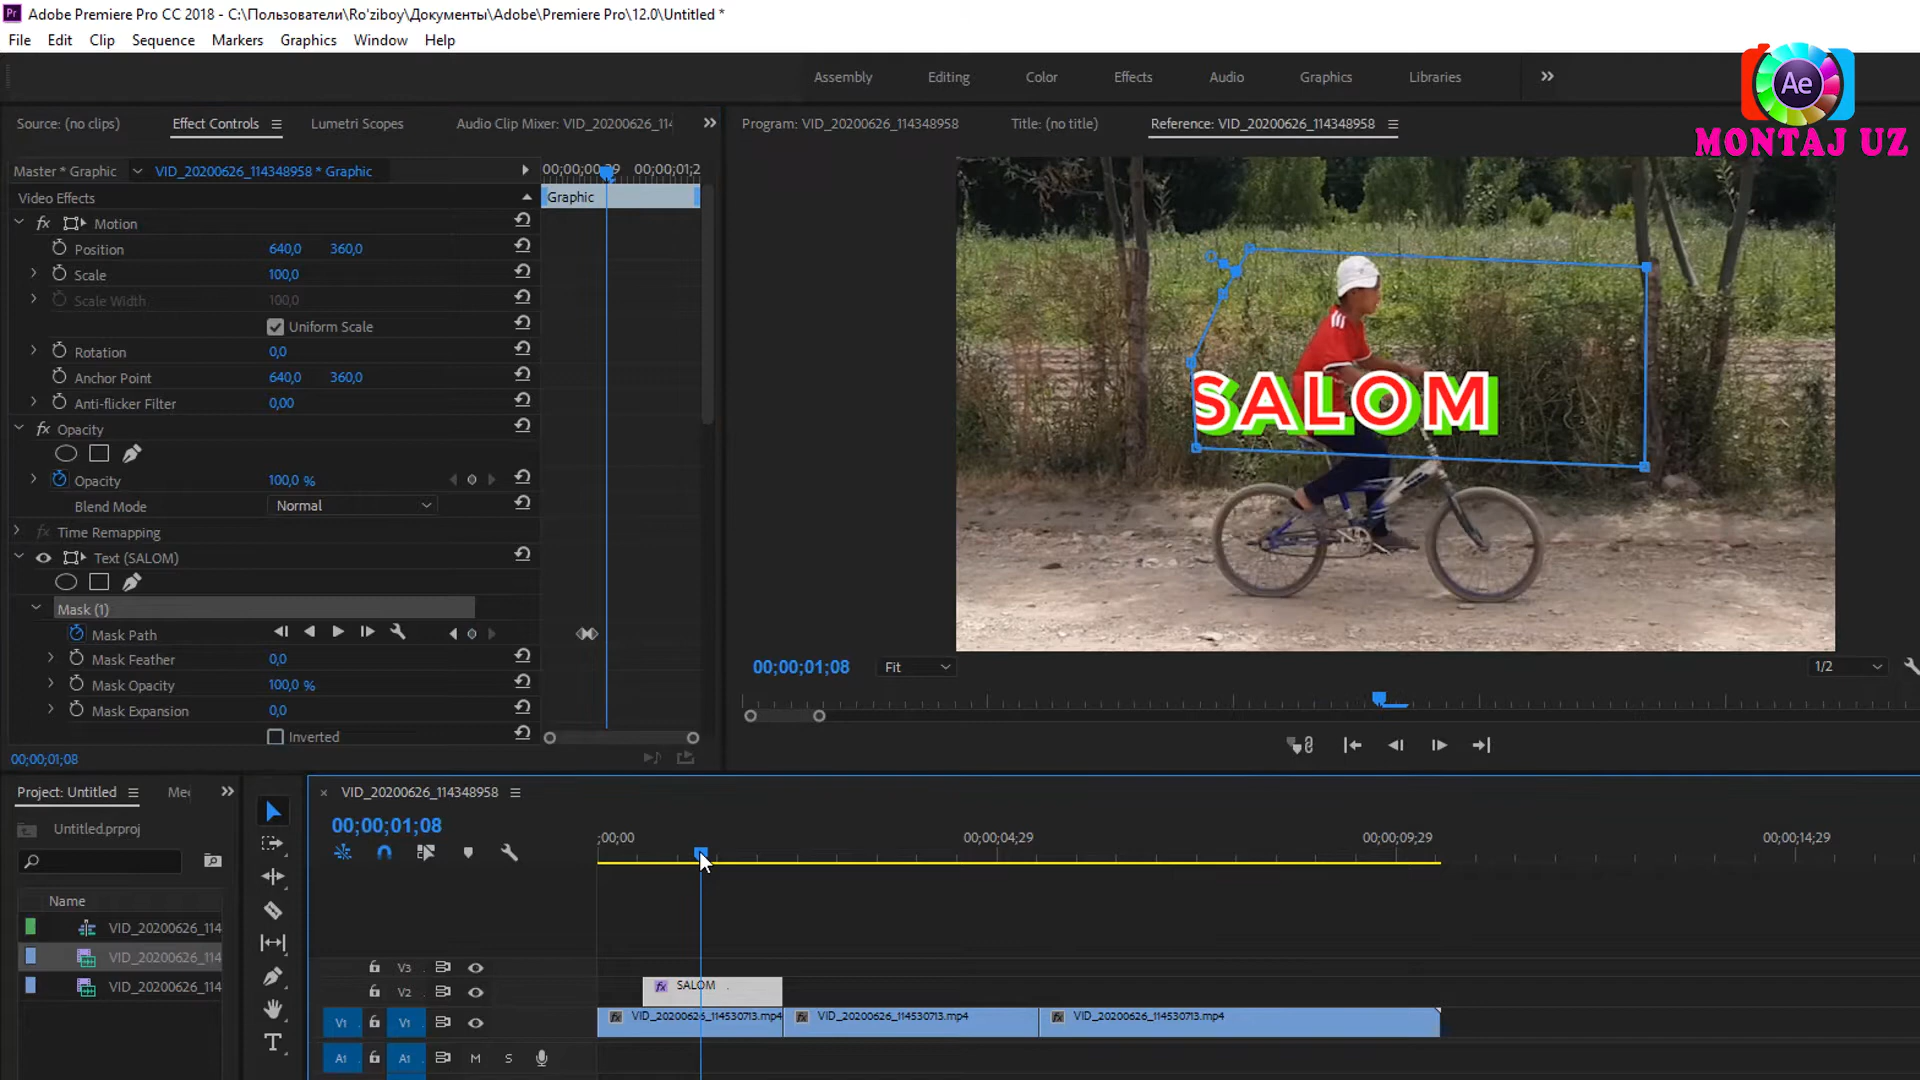 Adobe Premiere Pro CC 2018 - C:\Пользователи\Ro'ziboy\Документы\Adobe\Premiere Pro\12.0\Untitled *
File Edit Clip Sequence Markers Graphics Window Help
Assembly Editing Color Effects Audio Graphics Libraries
Ae
MONTAJ UZ
Source: (no clips) Effect Controls Lumetri Scopes Audio Clip Mixer: VID_20200626_114
Program: VID_20200626_114348958 Title: (no title) Reference: VID_20200626_114348958
Master * Graphic VID_20200626_114348958 * Graphic
00;00;00;29 00;00;01;2
Video Effects
Graphic
fx Motion
Position 640,0 360,0
Scale 100,0
Scale Width 100,0
Uniform Scale
Rotation 0,0
Anchor Point 640,0 360,0
Anti-flicker Filter 0,00
fx Opacity
Opacity 100,0 %
Blend Mode Normal
fx Time Remapping
Text (SALOM)
Mask (1)
Mask Path
Mask Feather 0,0
Mask Opacity 100,0 %
Mask Expansion 0,0
Inverted
00;00;01;08
SALOM
00;00;01;08 Fit 1/2
Project: Untitled Me
Untitled.prproj
Name
VID_20200626_114
VID_20200626_114
VID_20200626_114
VID_20200626_114348958
00;00;01;08
;00;00 00;00;04;29 00;00;09;29 00;00;14;29
V3
V2 fx SALOM
V1 V1 fx VID_20200626_114530713.mp4 fx VID_20200626_114530713.mp4 fx VID_20200626_114530713.mp4
A1 A1 M S
T